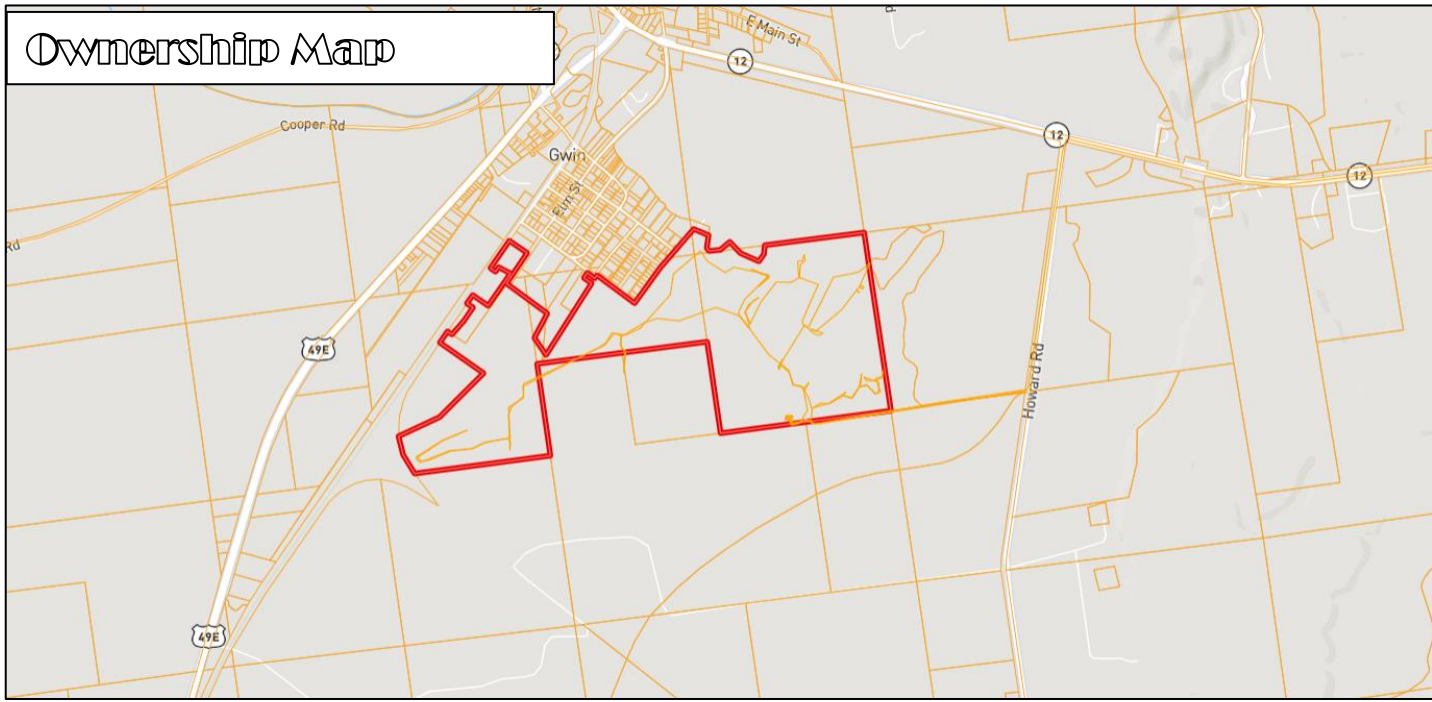 Ownership Map
E Main St
12
Cooper Rd
12
Gwin
12
Elm St
Rd
49E
Howard Rd
49E